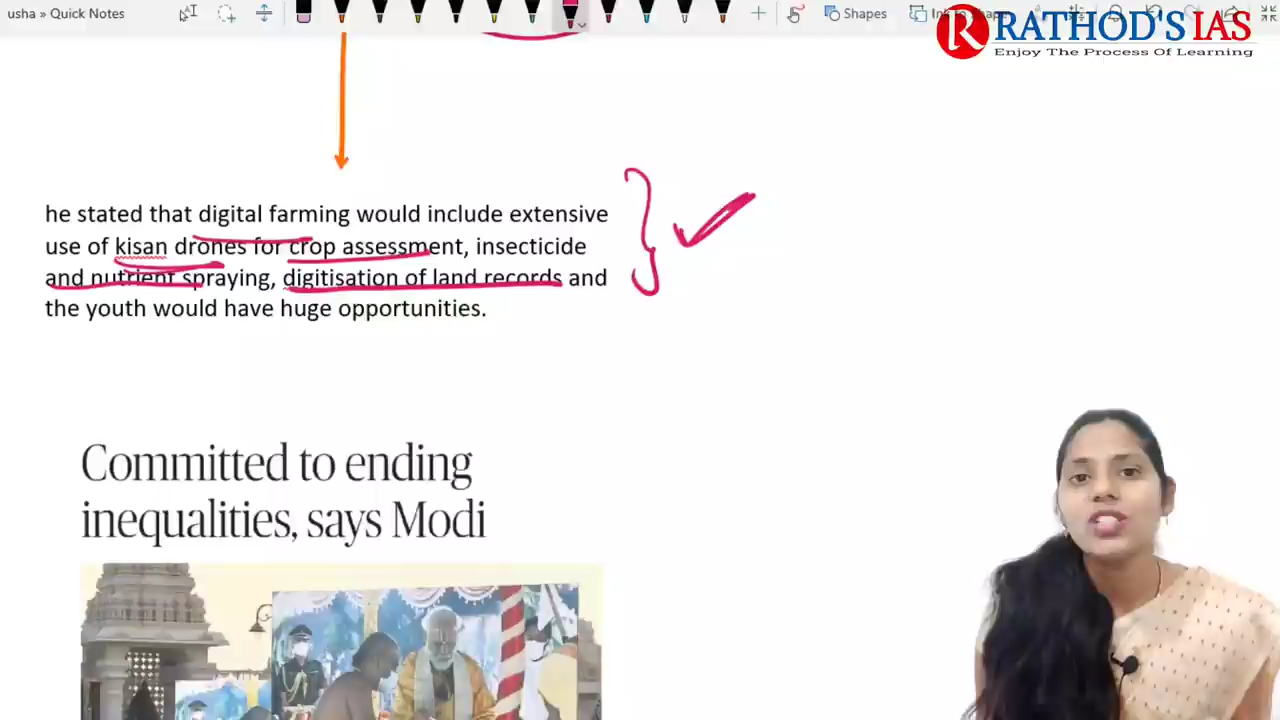 usha » Quick Notes
Shapes
RATHOD'S IAS
Enjoy The Process Of Learning
he stated that digital farming would include extensive
use of kisan drones for crop assessment, insecticide
and nutrient spraying, digitisation of land records and
the youth would have huge opportunities.
Committed to ending
inequalities, says Modi